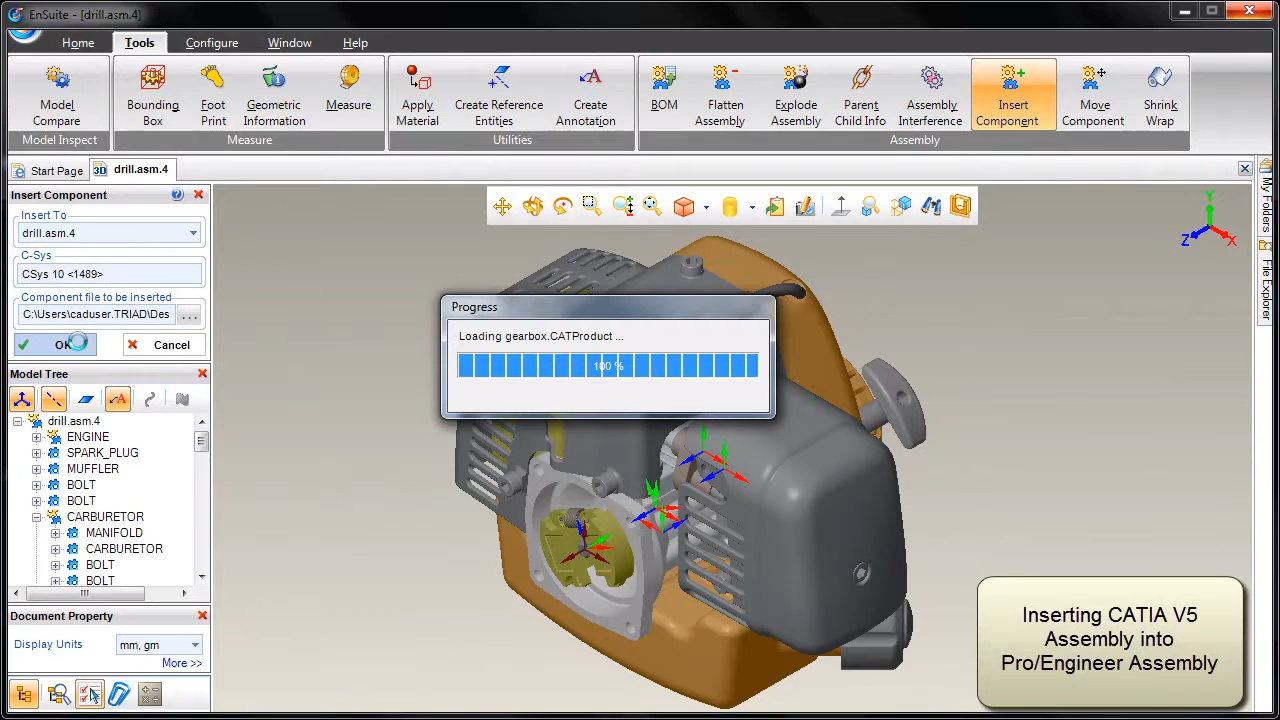 EnSuite - [drill.asm.4]
Home Tools Configure Window Help
Model Compare
Bounding Box
Foot Print
Geometric Information
Measure
Apply Material
Create Reference Entities
Create Annotation
BOM
Flatten Assembly
Explode Assembly
Parent Child Info
Assembly Interference
Insert Component
Move Component
Shrink Wrap
Model Inspect Measure Utilities Assembly
Start Page 3D drill.asm.4
Insert Component
Insert To
drill.asm.4
C-Sys
CSys 10 <1489>
Component file to be inserted
C:\Users\caduser.TRIAD\Des ...
OK Cancel
Model Tree
drill.asm.4
ENGINE
SPARK_PLUG
MUFFLER
BOLT
BOLT
CARBURETOR
MANIFOLD
CARBURETOR
BOLT
BOLT
Document Property
Display Units mm, gm
More >>
Progress
Loading gearbox.CATProduct ...
100 %
Y
Z X
My Folders
File Explorer
Inserting CATIA V5
Assembly into
Pro/Engineer Assembly